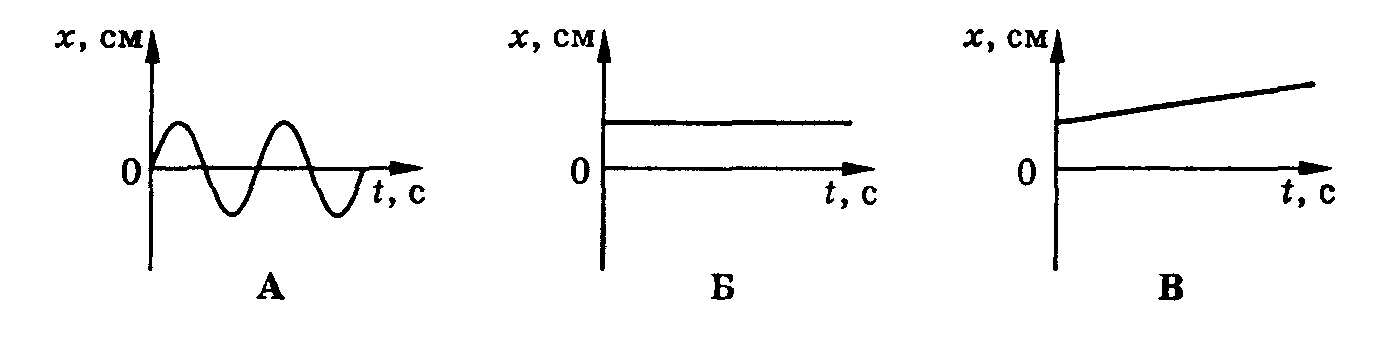 x, см x, см x, см
0 0 0
t, с t, с t, с
А Б В